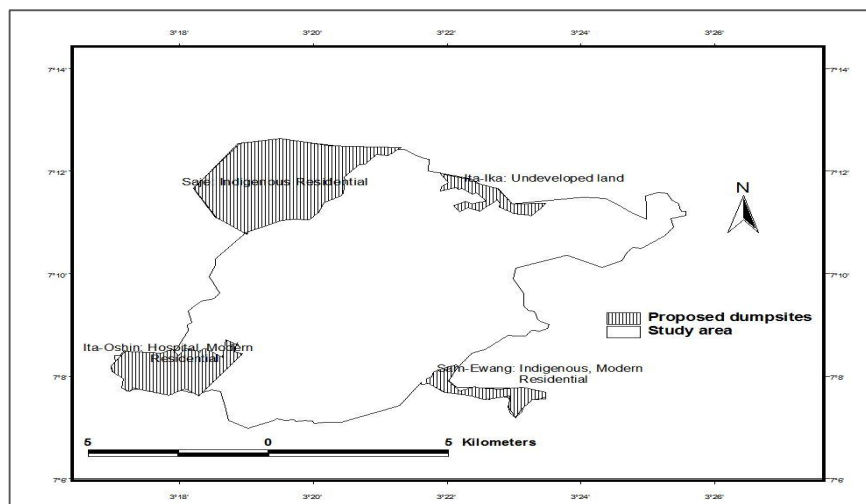 3°18'
3°20'
3°22'
3°24'
3°26'
7°14'
7°14'
7°12'
7°12'
Saje: Indigenous Residential
Ita-Ika: Undeveloped land
N
7°10'
7°10'
Proposed dumpsites
Study area
Ita-Oshin: Hospital, Modern
Residential
7°8'
7°8'
Sam-Ewang: Indigenous, Modern
Residential
5
0
5 Kilometers
7°6'
7°6'
3°18'
3°20'
3°22'
3°24'
3°26'